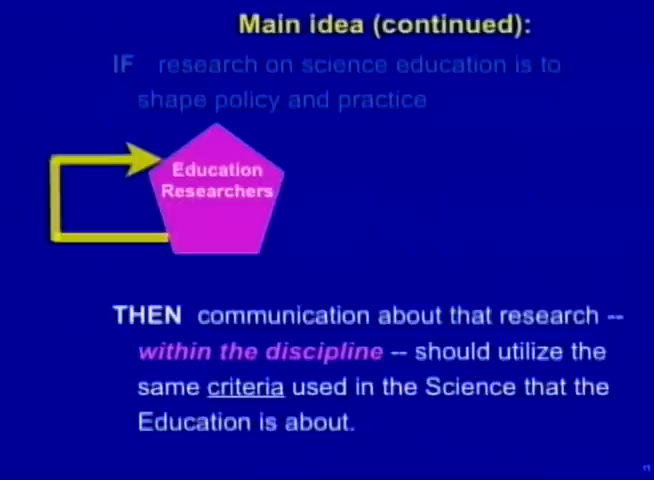 Main idea (continued):
IF research on science education is to
shape policy and practice
Education
Researchers
THEN communication about that research --
within the discipline -- should utilize the
same criteria used in the Science that the
Education is about.